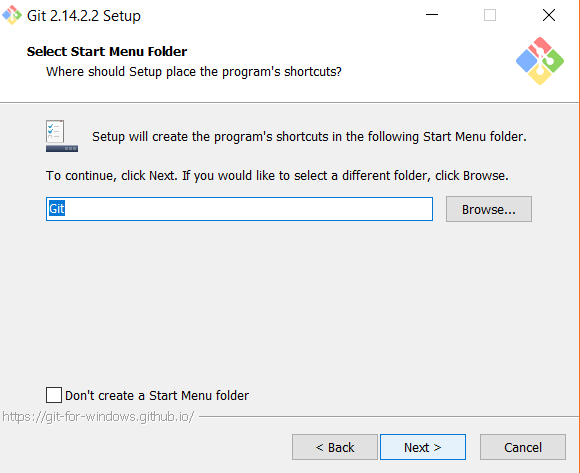 Git 2.14.2.2 Setup
Select Start Menu Folder
Where should Setup place the program's shortcuts?
Setup will create the program's shortcuts in the following Start Menu folder.
To continue, click Next. If you would like to select a different folder, click Browse.
Git
Browse...
Don't create a Start Menu folder
https://git-for-windows.github.io/
< Back
Next >
Cancel